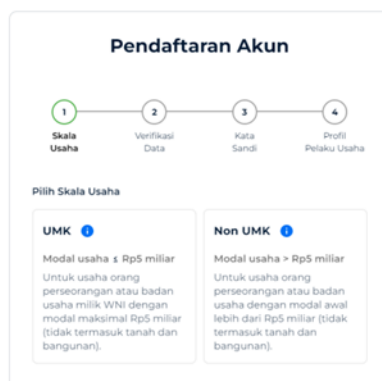 Pendaftaran Akun
1 2 3 4
Skala Verifikasi Kata Profil
Usaha Data Sandi Pelaku Usaha
Pilih Skala Usaha
UMK i
Modal usaha ≤ Rp5 miliar
Untuk usaha orang
perseorangan atau badan
usaha milik WNI dengan
modal maksimal Rp5 miliar
(tidak termasuk tanah dan
bangunan).
Non UMK i
Modal usaha > Rp5 miliar
Untuk usaha orang
perseorangan atau badan
usaha dengan modal awal
lebih dari Rp5 miliar (tidak
termasuk tanah dan
bangunan).